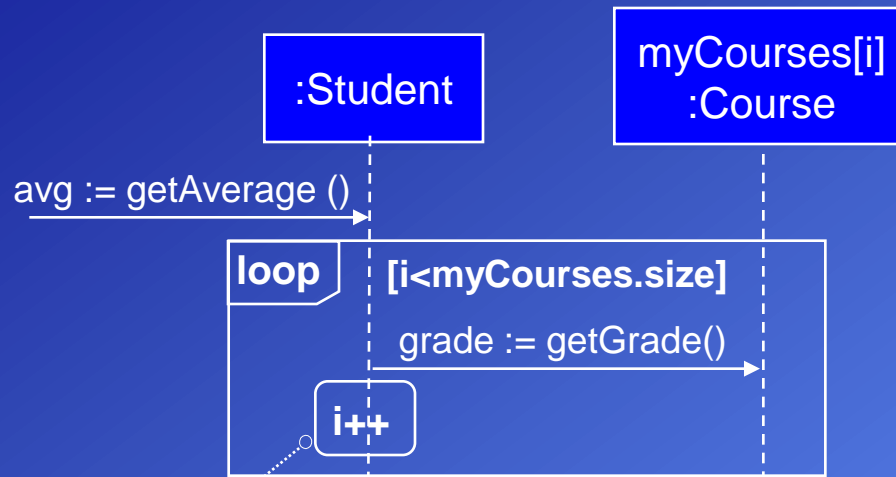 :Student
myCourses[i]
:Course
avg := getAverage ()
loop
[i<myCourses.size]
grade := getGrade()
i++